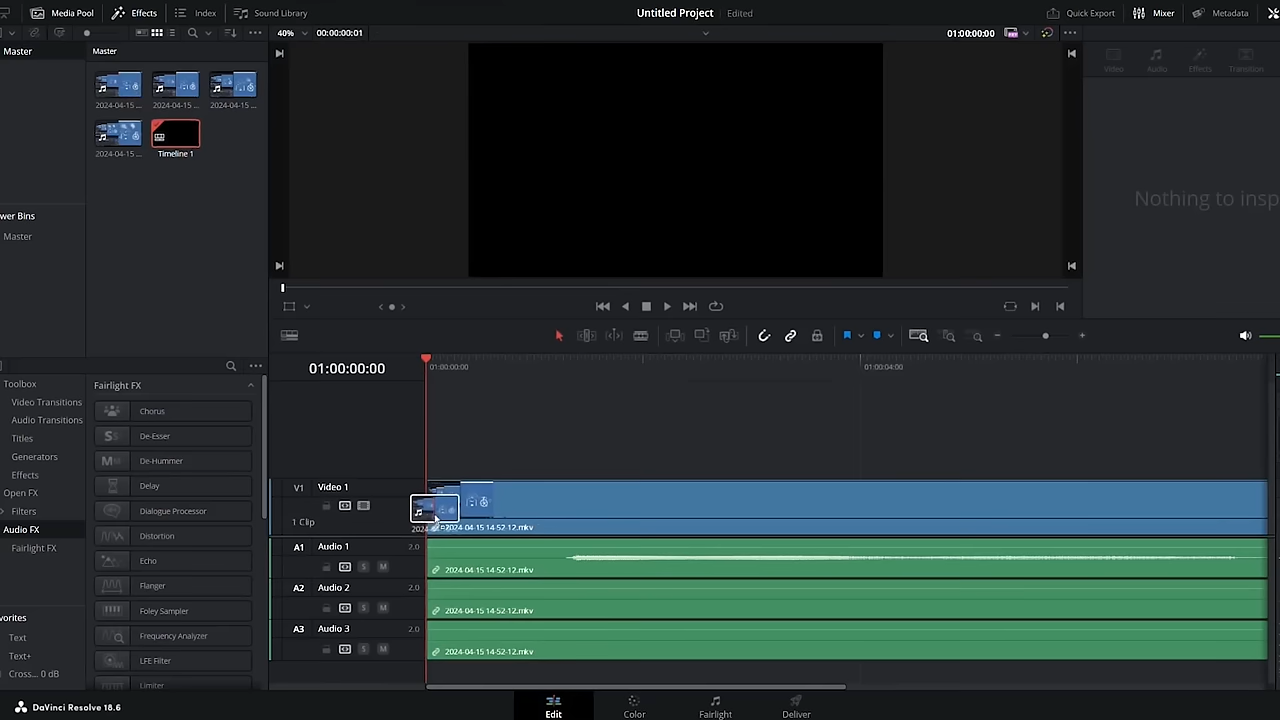 Media Pool Effects Index Sound Library Untitled Project Edited Quick Export Mixer Metadata
40% 00:00:00:01 01:00:00:00
Master Master
Video Audio Effects Transition
2024-04-15 ... 2024-04-15 ... 2024-04-15 ...
2024-04-15 ... Timeline 1
Nothing to insp
wer Bins
Master
01:00:00:00 01:00:00:00 01:00:04:00
Toolbox Fairlight FX
Video Transitions Chorus
Audio Transitions
Titles De-Esser
Generators De-Hummer
Effects Delay
Open FX
Filters Dialogue Processor
Audio FX Distortion
Fairlight FX Echo
Flanger
Foley Sampler
Frequency Analyzer
LFE Filter
Limiter
vorites
Text
Text+
Cross... 0 dB
V1 Video 1
1 Clip
2024-04-15 14-52-12.mkv
A1 Audio 1 2.0
S M
2024-04-15 14-52-12.mkv
A2 Audio 2 2.0
S M
2024-04-15 14-52-12.mkv
A3 Audio 3 2.0
S M
2024-04-15 14-52-12.mkv
DaVinci Resolve 18.6 Edit Color Fairlight Deliver